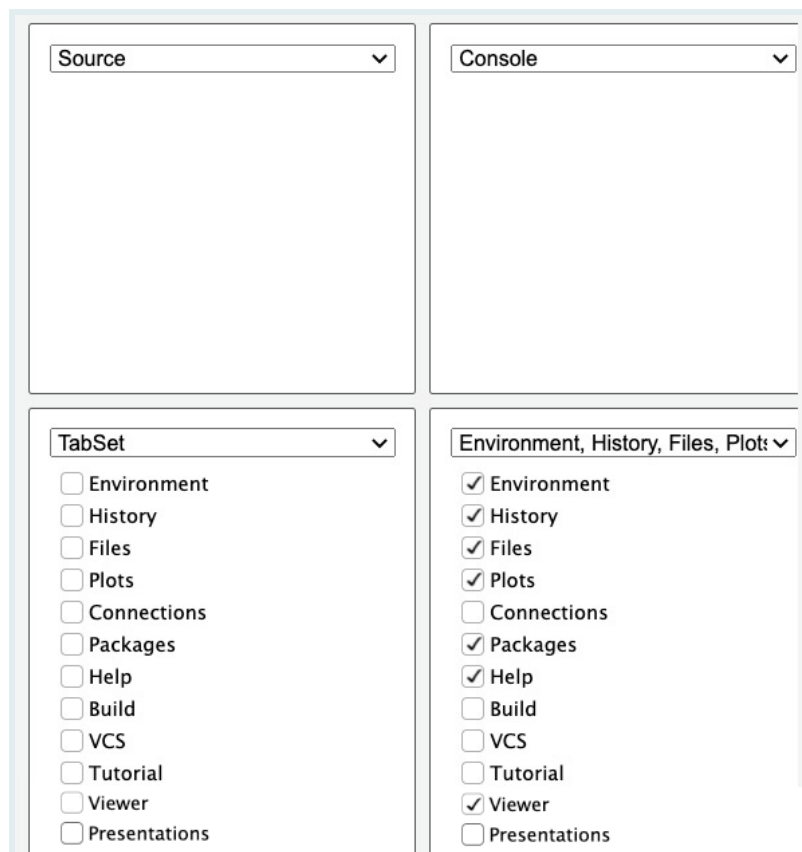 Source
Console
TabSet
Environment
History
Files
Plots
Connections
Packages
Help
Build
VCS
Tutorial
Viewer
Presentations
Environment, History, Files, Plots
Environment
History
Files
Plots
Connections
Packages
Help
Build
VCS
Tutorial
Viewer
Presentations